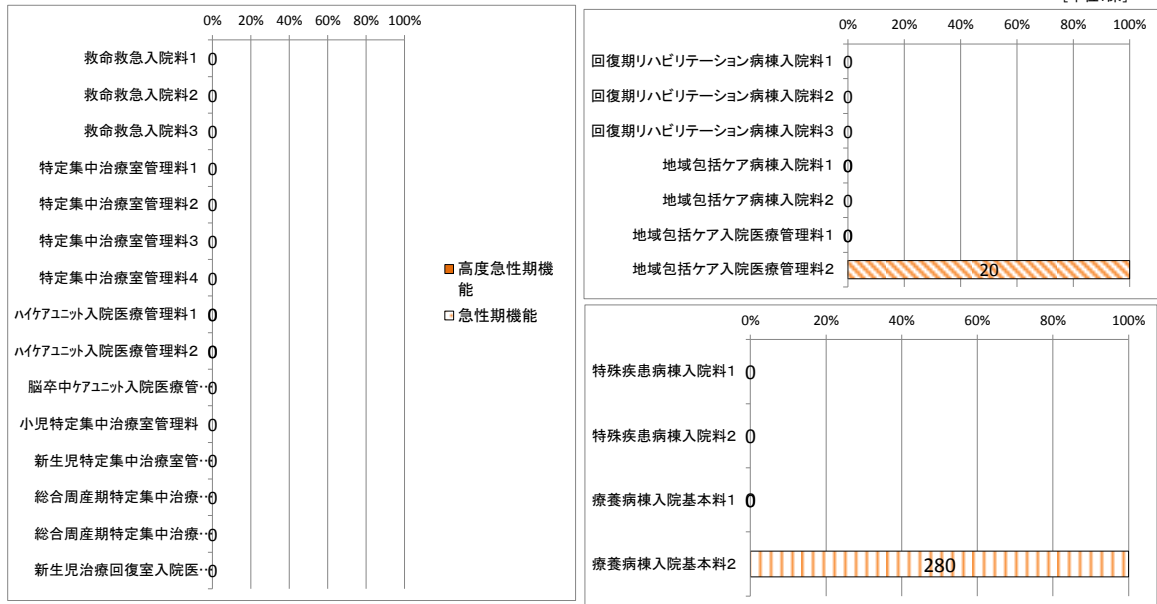 0% 20% 40% 60% 80% 100%
救命救急入院料1 0
救命救急入院料2 0
救命救急入院料3 0
特定集中治療室管理料1 0
特定集中治療室管理料2 0
特定集中治療室管理料3 0
特定集中治療室管理料4 0
ハイケアユニット入院医療管理料1 0
ハイケアユニット入院医療管理料2 0
脳卒中ケアユニット入院医療管… 0
小児特定集中治療室管理料 0
新生児特定集中治療室管… 0
総合周産期特定集中治療… 0
総合周産期特定集中治療… 0
新生児治療回復室入院医… 0
高度急性期機
能
急性期機能
0% 20% 40% 60% 80% 100%
回復期リハビリテーション病棟入院料1 0
回復期リハビリテーション病棟入院料2 0
回復期リハビリテーション病棟入院料3 0
地域包括ケア病棟入院料1 0
地域包括ケア病棟入院料2 0
地域包括ケア入院医療管理料1 0
地域包括ケア入院医療管理料2 20
0% 20% 40% 60% 80% 100%
特殊疾患病棟入院料1 0
特殊疾患病棟入院料2 0
療養病棟入院基本料1 0
療養病棟入院基本料2 280